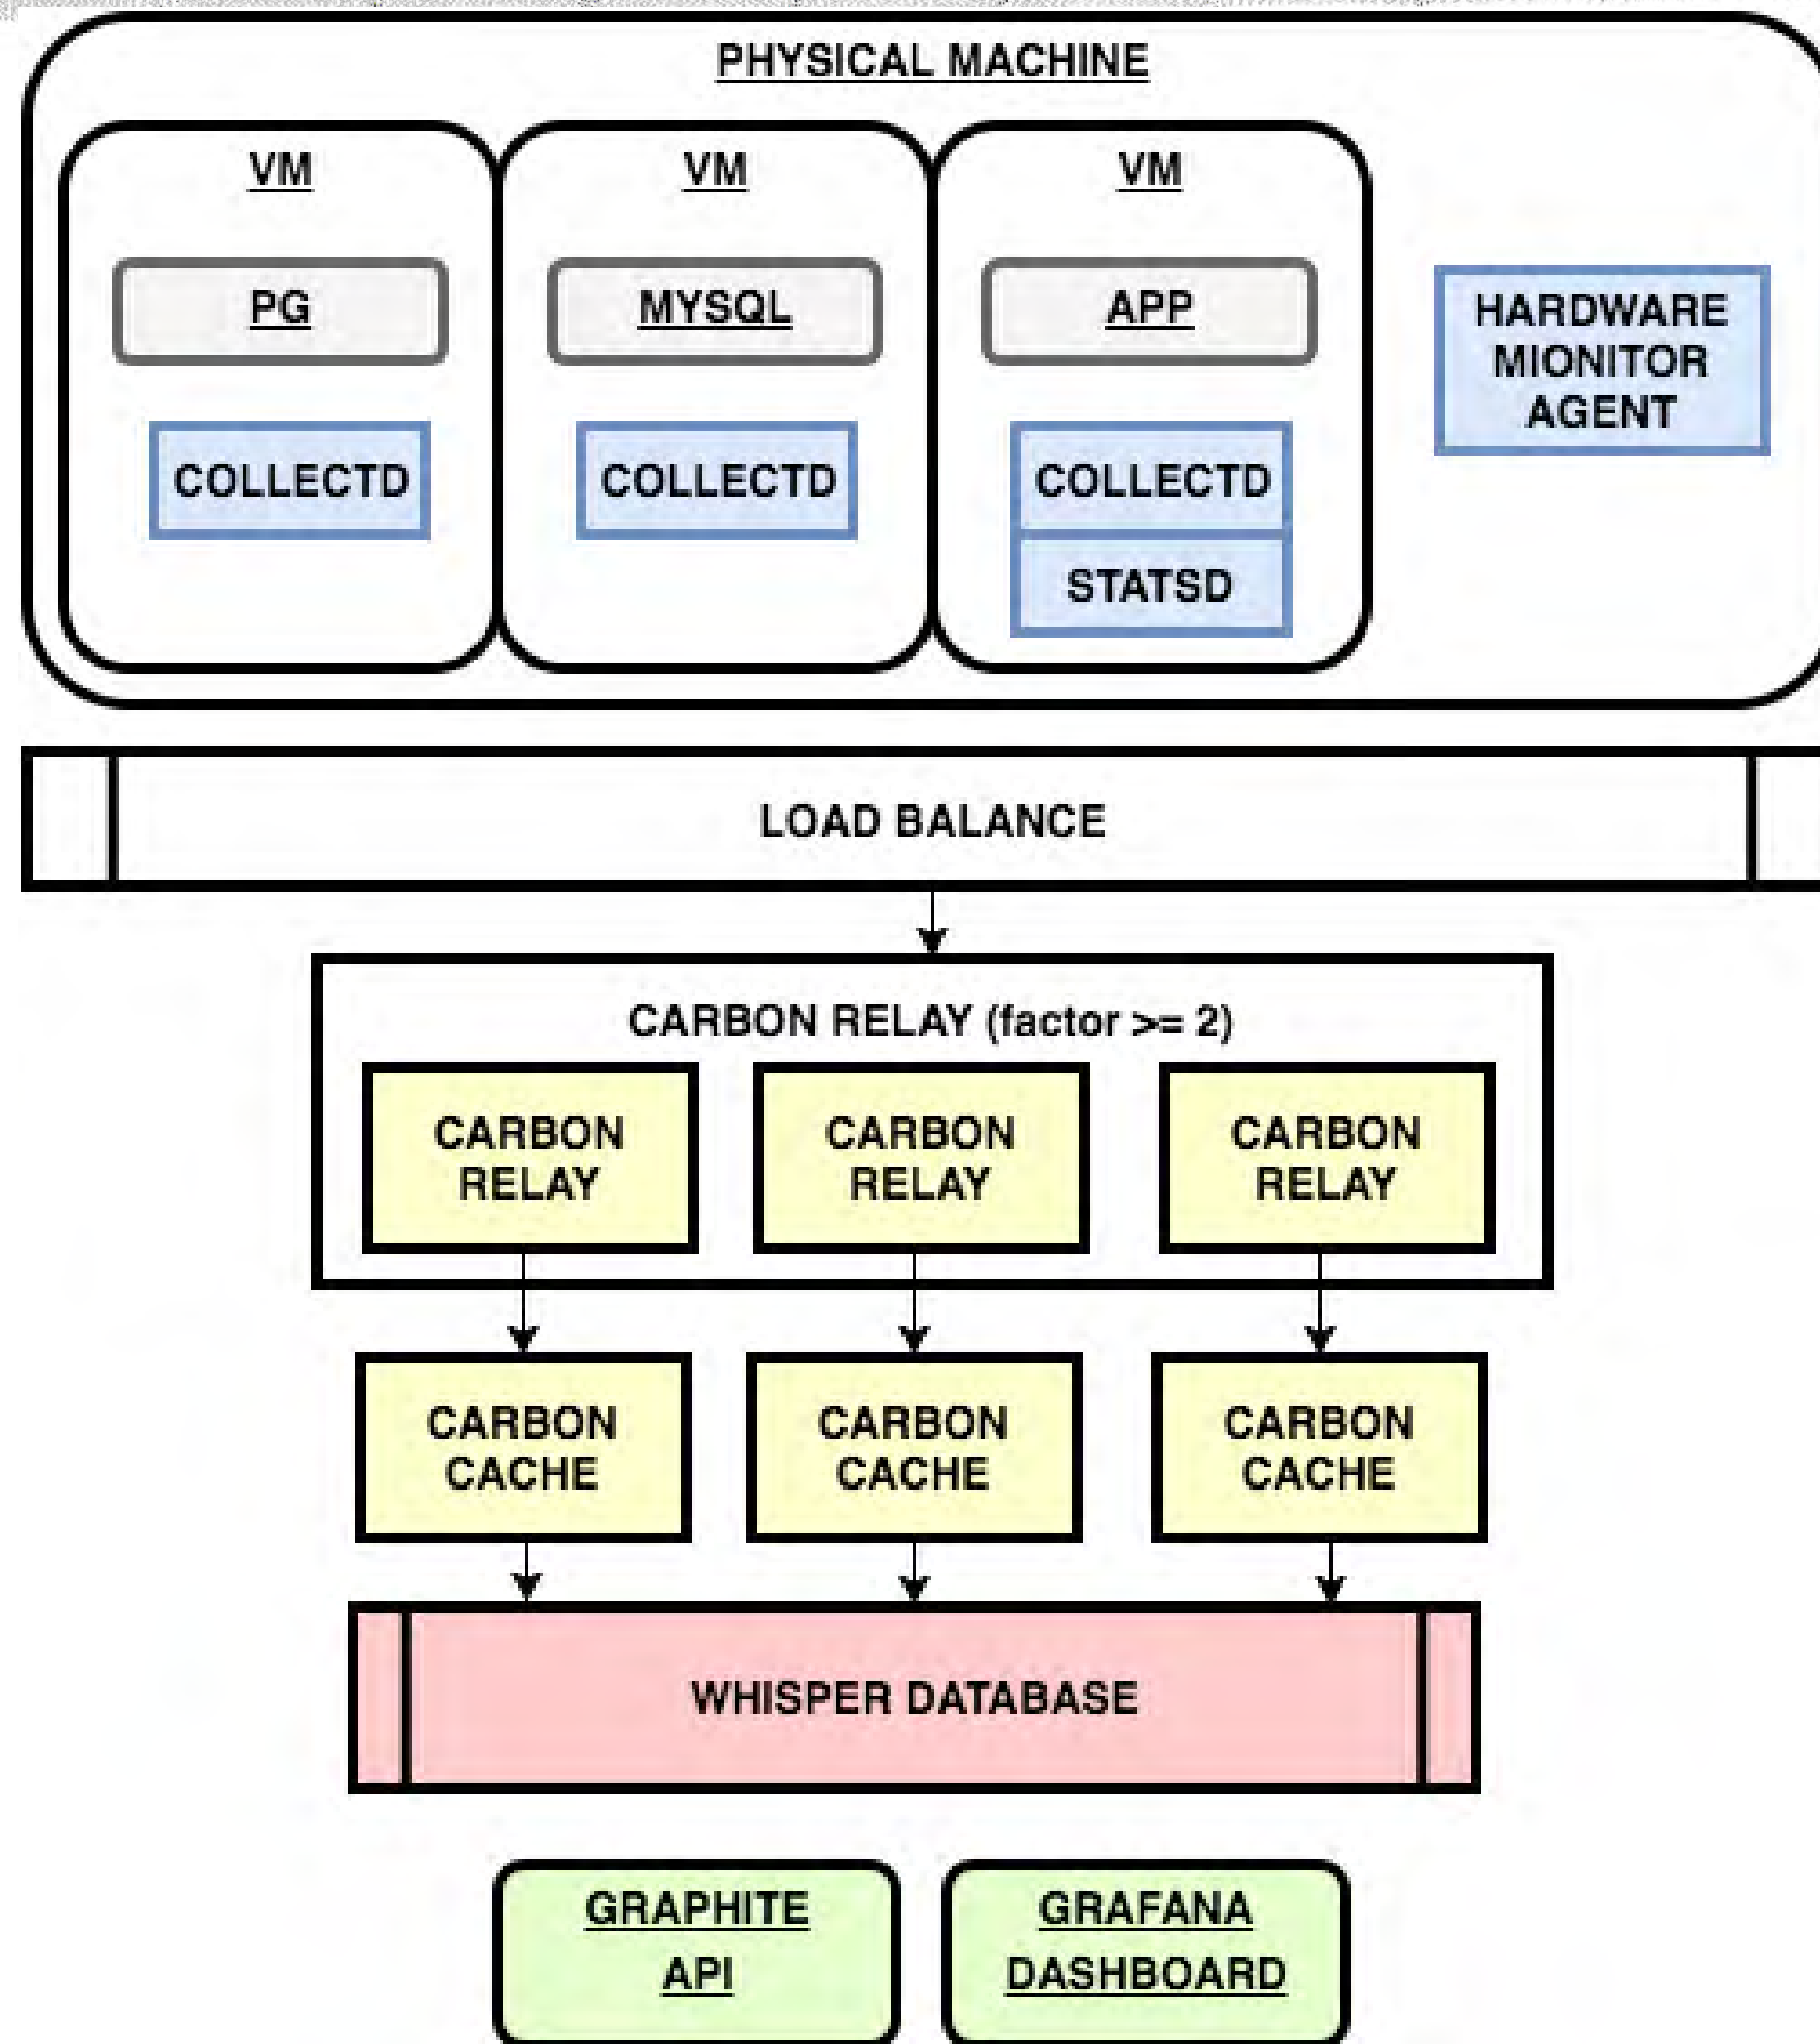 PHYSICAL MACHINE
VM
VM
VM
PG
MYSQL
APP
HARDWARE
MIONITOR
AGENT
COLLECTD
COLLECTD
COLLECTD
STATSD
LOAD BALANCE
CARBON RELAY (factor >= 2)
CARBON
RELAY
CARBON
RELAY
CARBON
RELAY
CARBON
CACHE
CARBON
CACHE
CARBON
CACHE
WHISPER DATABASE
GRAPHITE
API
GRAFANA
DASHBOARD